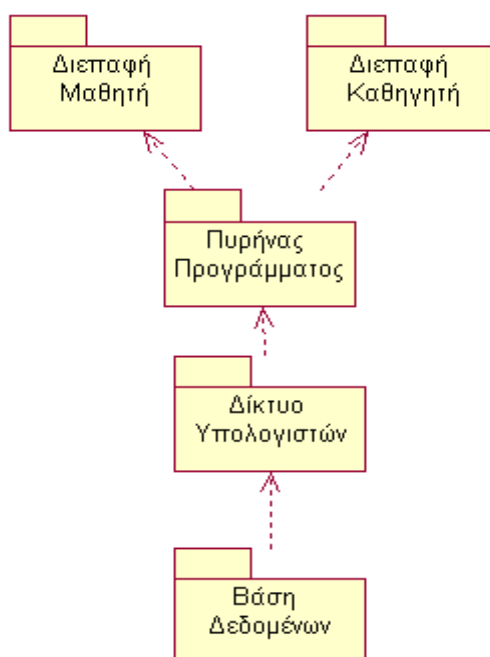 Διεπαφή
Μαθητή
Διεπαφή
Καθηγητή
Πυρήνας
Προγράμματος
Δίκτυο
Υπολογιστών
Βάση
Δεδομένων